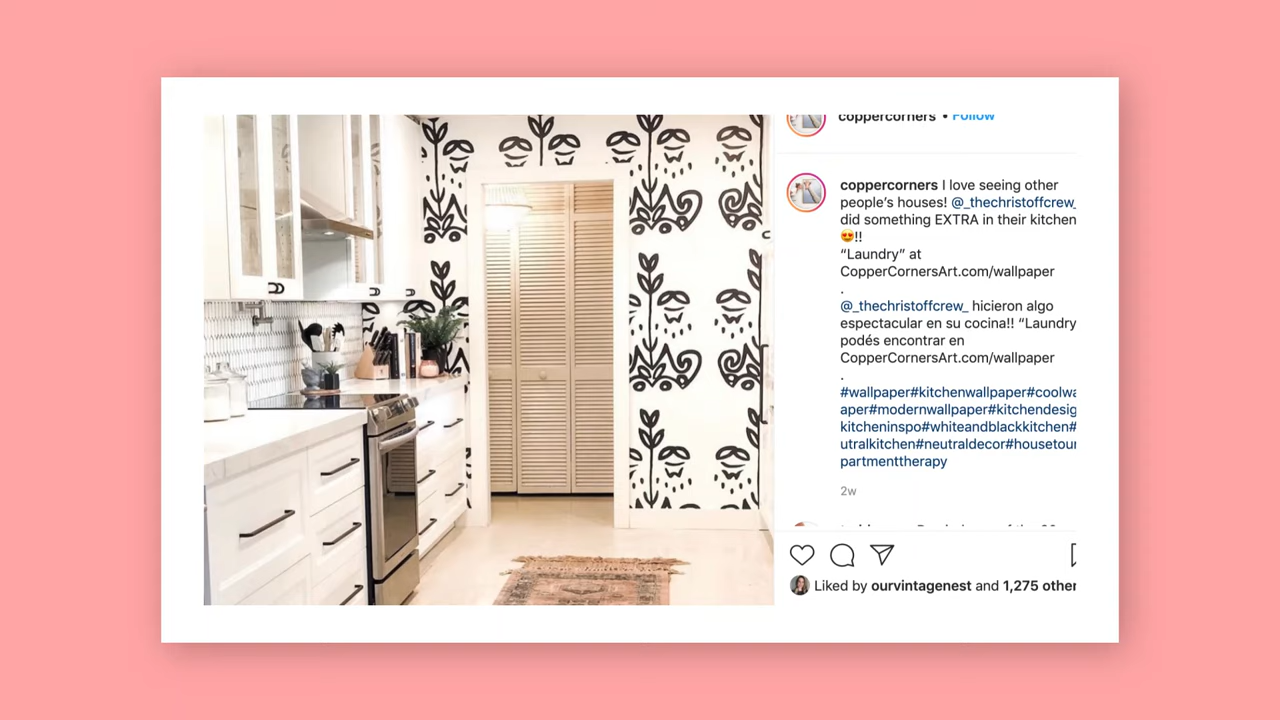 coppercorners • Follow
coppercorners I love seeing other
people's houses! @_thechristoffcrew_
did something EXTRA in their kitchen
😍!!
“Laundry” at
CopperCornersArt.com/wallpaper
.
@_thechristoffcrew_ hicieron algo
espectacular en su cocina!! “Laundry
podés encontrar en
CopperCornersArt.com/wallpaper
.
#wallpaper#kitchenwallpaper#coolwa
aper#modernwallpaper#kitchendesig
kitcheninspo#whiteandblackkitchen#
utralkitchen#neutraldecor#housetour
partmenttherapy
2w
Liked by ourvintagenest and 1,275 other